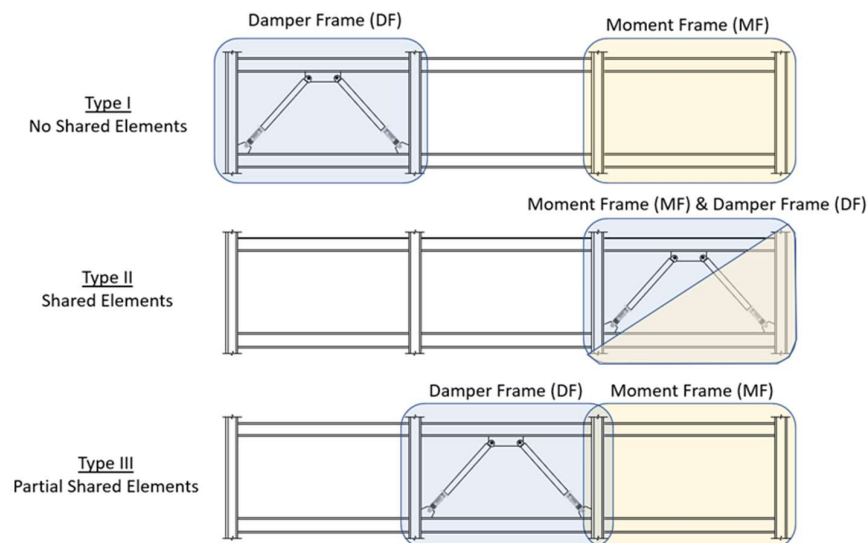 Damper Frame (DF)
Moment Frame (MF)
Type I
No Shared Elements
Moment Frame (MF) & Damper Frame (DF)
Type II
Shared Elements
Damper Frame (DF)
Moment Frame (MF)
Type III
Partial Shared Elements